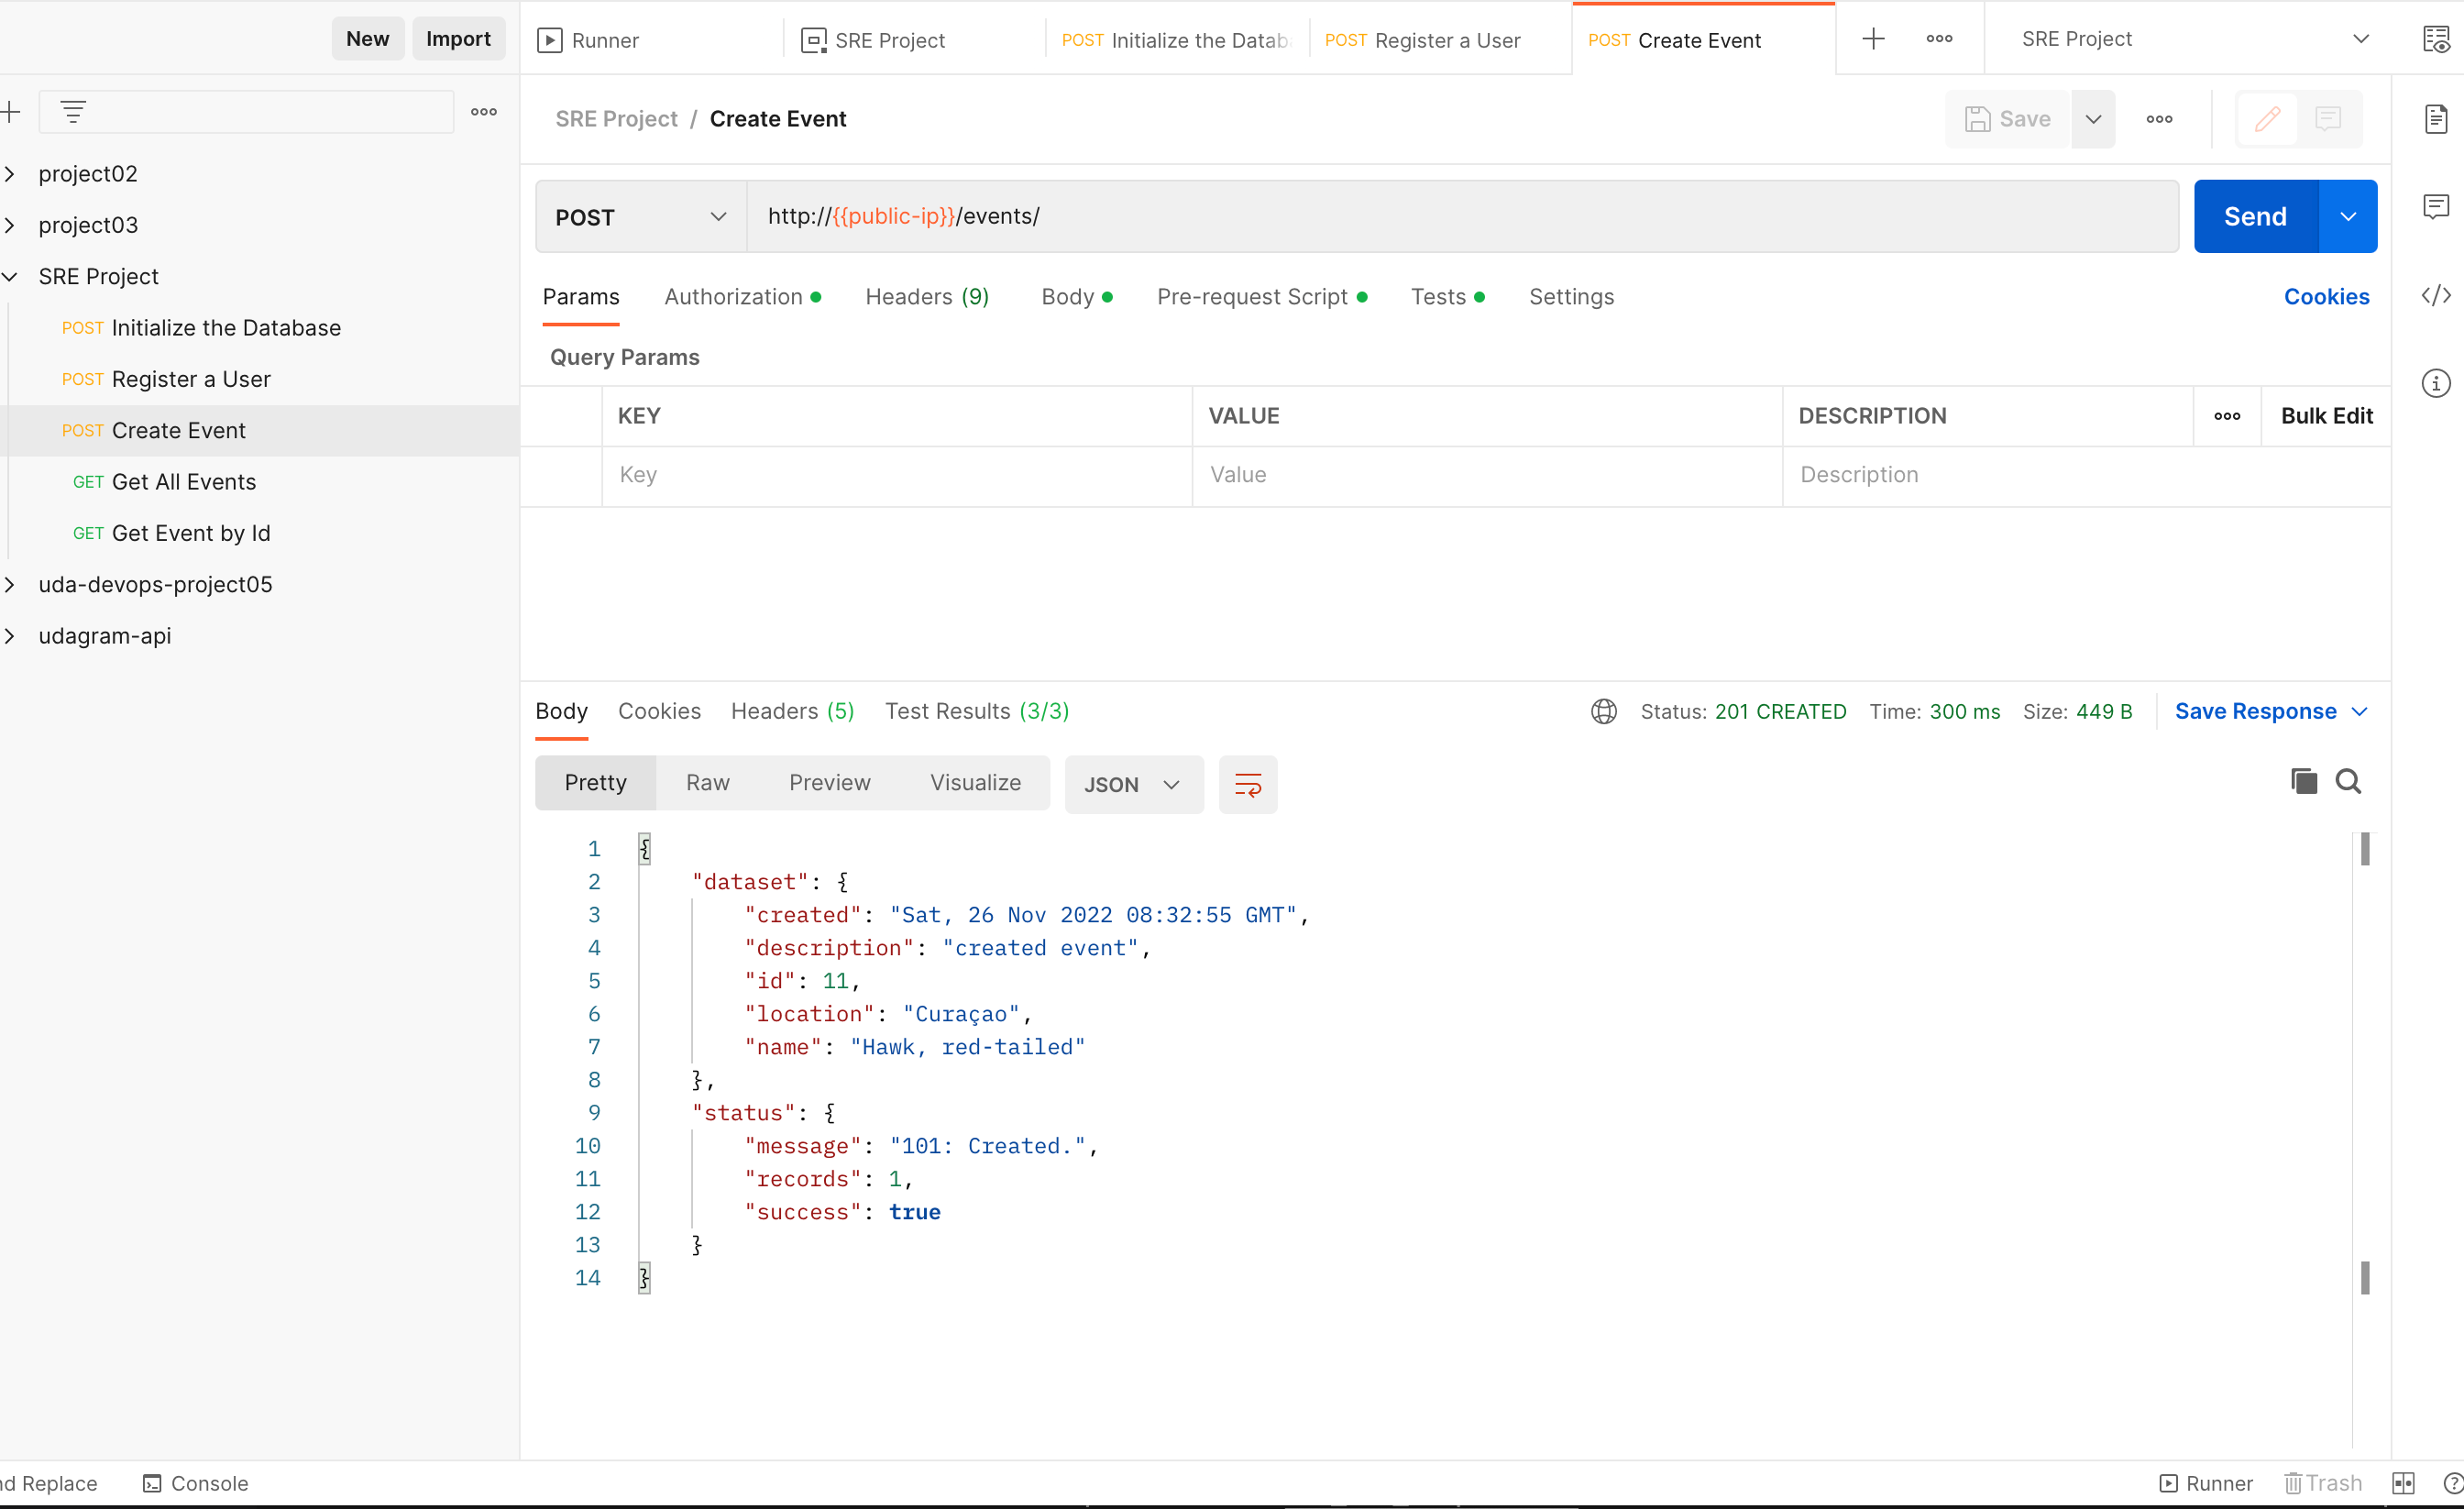 New Import
Runner SRE Project POST Initialize the Datab POST Register a User POST Create Event SRE Project
SRE Project / Create Event
Save
project02
project03
SRE Project
POST Initialize the Database
POST Register a User
POST Create Event
GET Get All Events
GET Get Event by Id
uda-devops-project05
udagram-api
POST http://{{public-ip}}/events/ Send
Params Authorization Headers (9) Body Pre-request Script Tests Settings Cookies
Query Params
KEY VALUE DESCRIPTION Bulk Edit
Key Value Description
Body Cookies Headers (5) Test Results (3/3) Status: 201 CREATED Time: 300 ms Size: 449 B Save Response
Pretty Raw Preview Visualize JSON
1 {
2 "dataset": {
3 "created": "Sat, 26 Nov 2022 08:32:55 GMT",
4 "description": "created event",
5 "id": 11,
6 "location": "Curaçao",
7 "name": "Hawk, red-tailed"
8 },
9 "status": {
10 "message": "101: Created.",
11 "records": 1,
12 "success": true
13 }
14 }
nd Replace Console Runner Trash